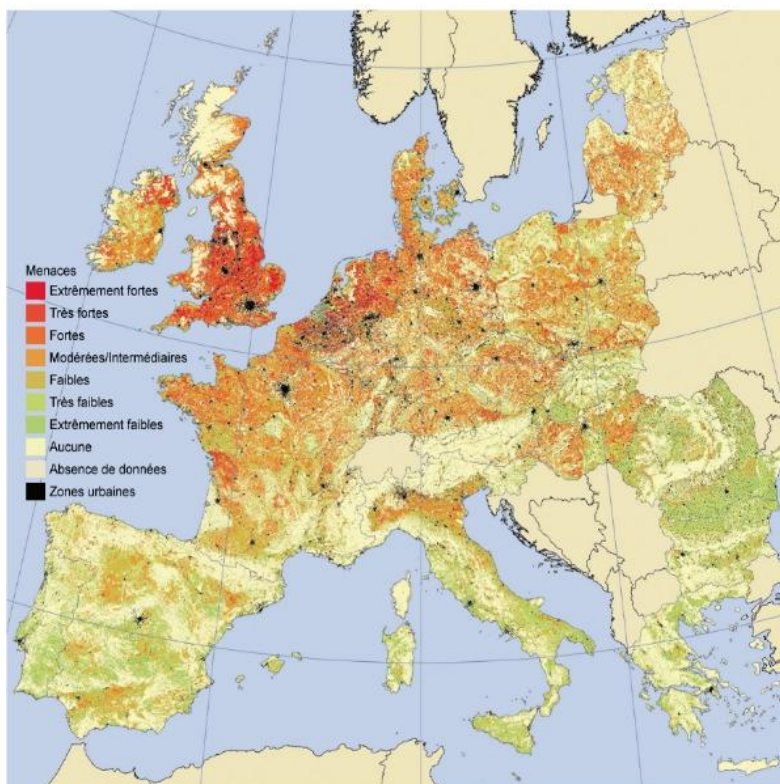 Menaces
Extrêmement fortes
Très fortes
Fortes
Modérées/Intermédiaires
Faibles
Très faibles
Extrêmement faibles
Aucune
Absence de données
Zones urbaines